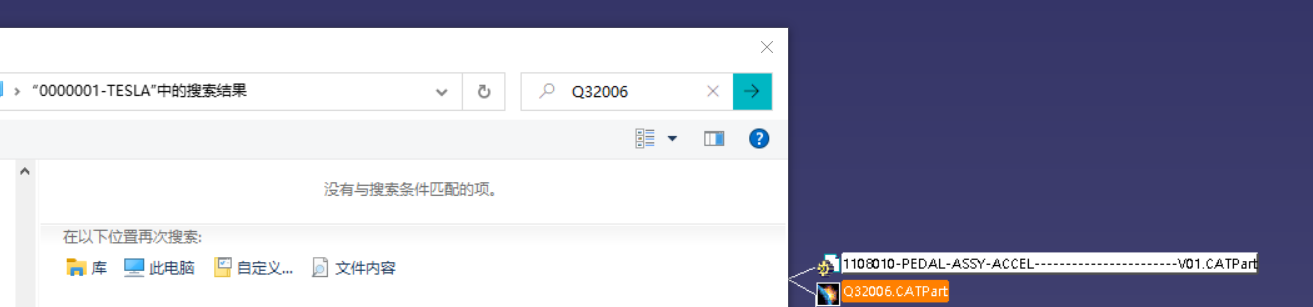 “0000001-TESLA”中的搜索结果
Q32006
没有与搜索条件匹配的项。
在以下位置再次搜索:
库 此电脑 自定义... 文件内容
1108010-PEDAL-ASSY-ACCEL-----------------------V01.CATPart
Q32006.CATPart